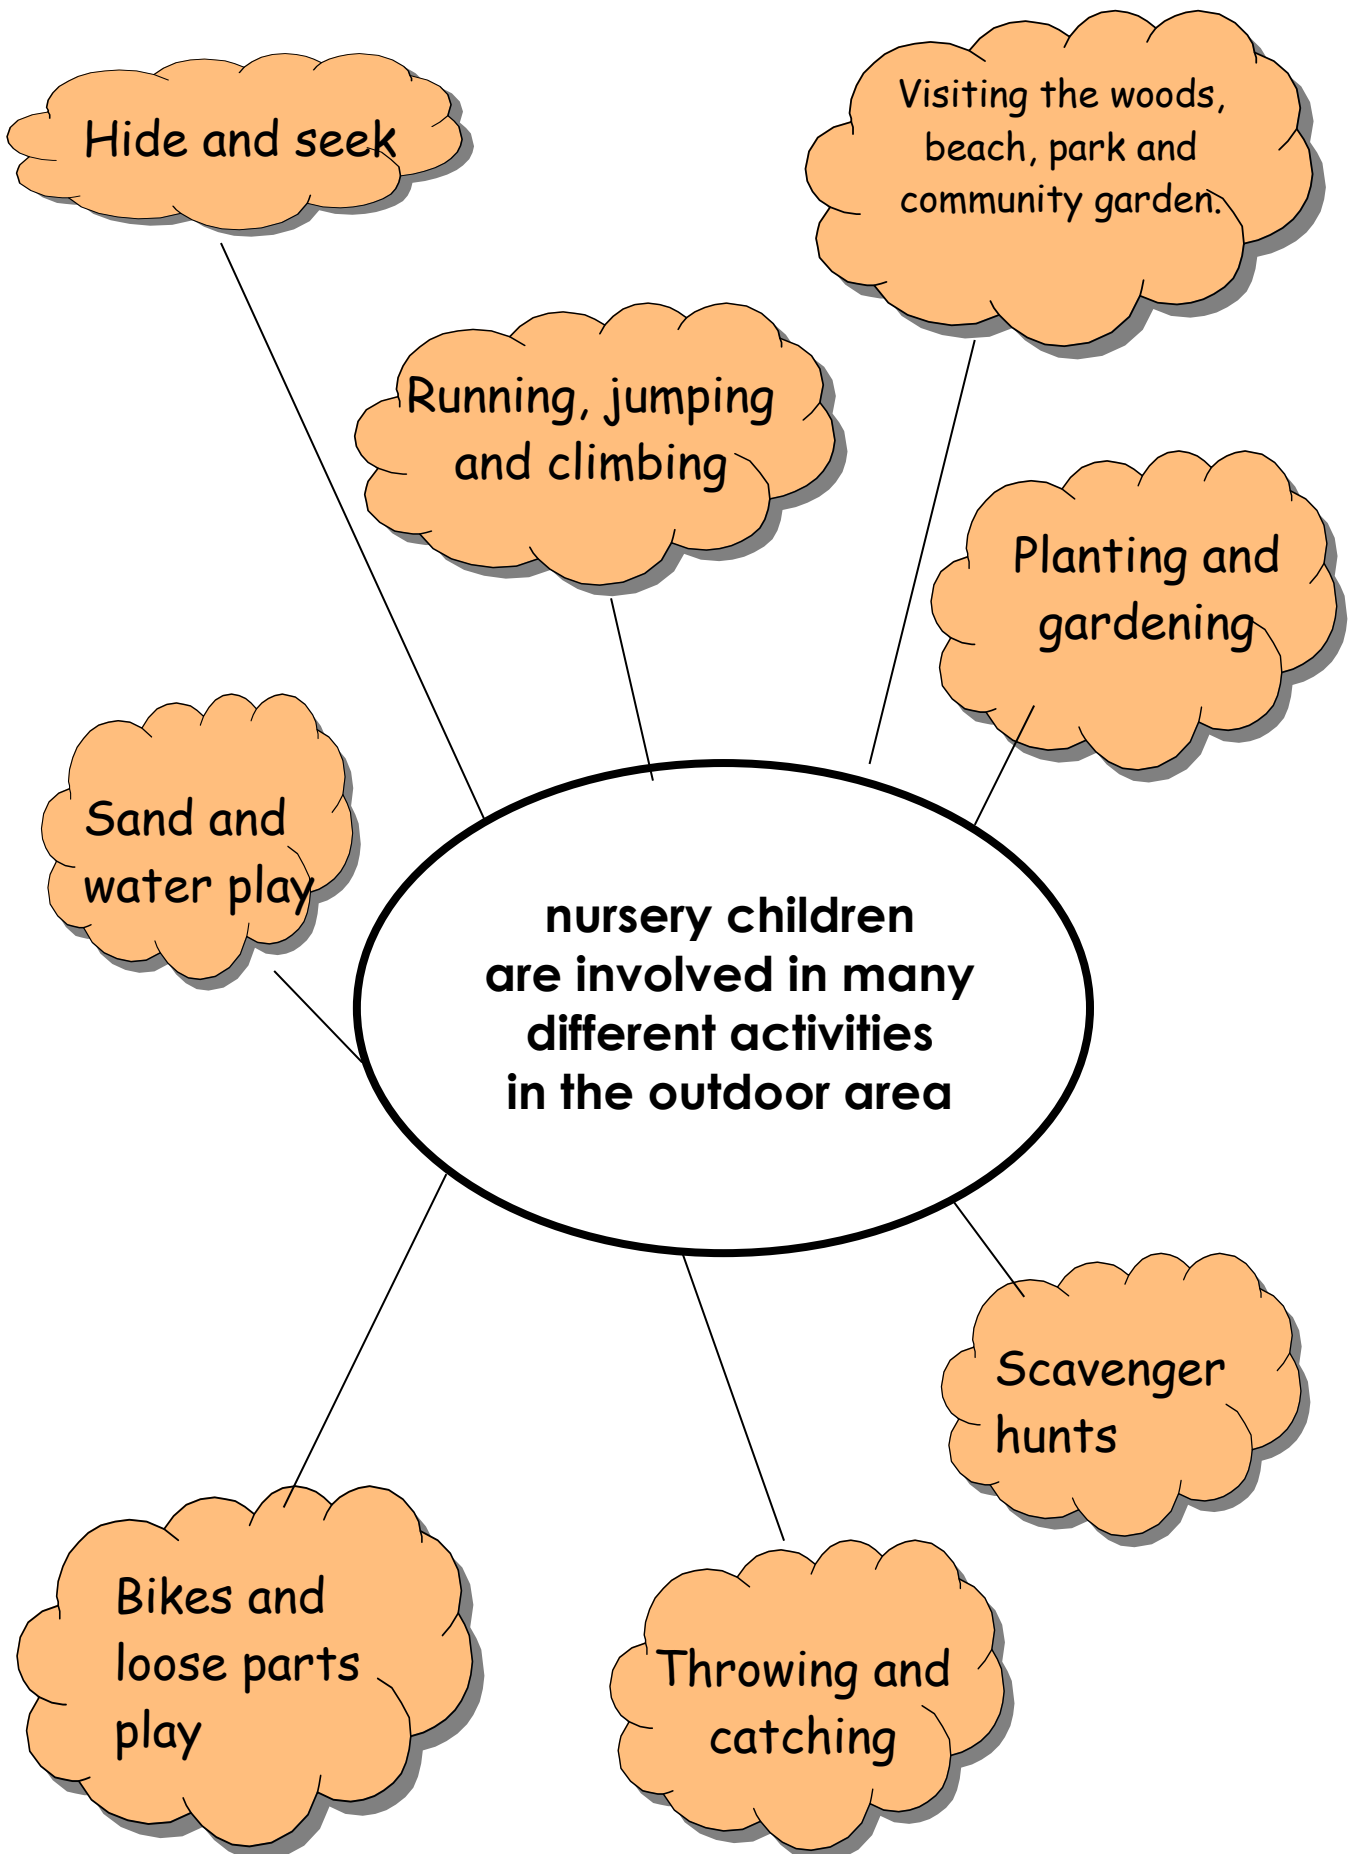 Hide and seek
Visiting the woods,
beach, park and
community garden.
Running, jumping
and climbing
Planting and
gardening
Sand and
water play
nursery children
are involved in many
different activities
in the outdoor area
Scavenger
hunts
Bikes and
loose parts
play
Throwing and
catching